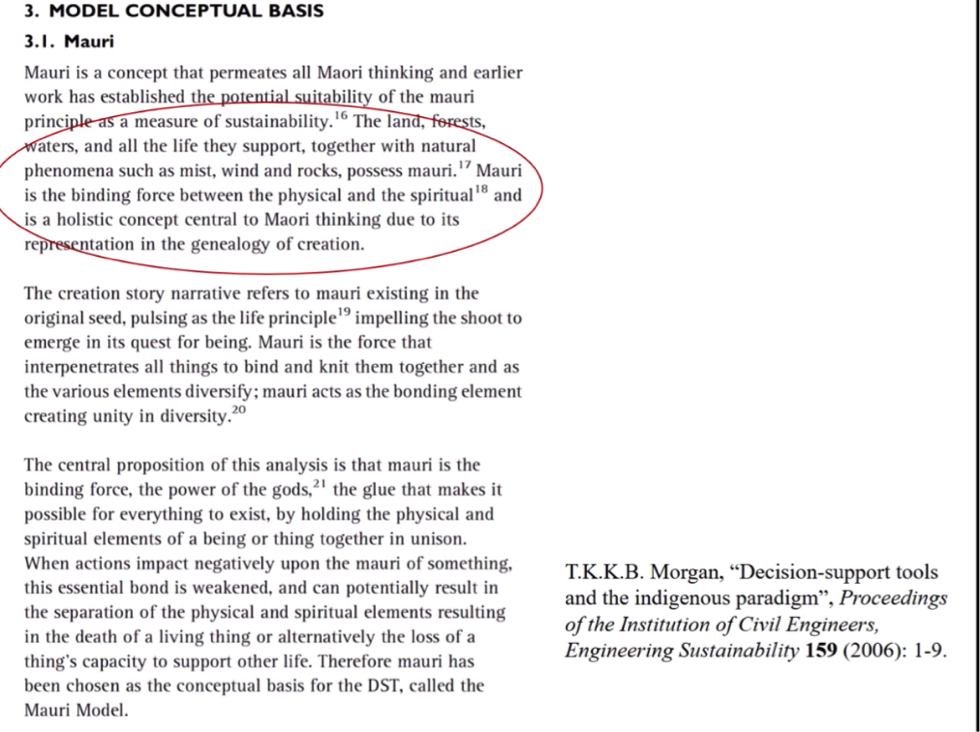 3. MODEL CONCEPTUAL BASIS
3.1. Mauri
Mauri is a concept that permeates all Maori thinking and earlier
work has established the potential suitability of the mauri
principle as a measure of sustainability.16 The land, forests,
waters, and all the life they support, together with natural
phenomena such as mist, wind and rocks, possess mauri.17 Mauri
is the binding force between the physical and the spiritual18 and
is a holistic concept central to Maori thinking due to its
representation in the genealogy of creation.
The creation story narrative refers to mauri existing in the
original seed, pulsing as the life principle19 impelling the shoot to
emerge in its quest for being. Mauri is the force that
interpenetrates all things to bind and knit them together and as
the various elements diversify; mauri acts as the bonding element
creating unity in diversity.20
The central proposition of this analysis is that mauri is the
binding force, the power of the gods,21 the glue that makes it
possible for everything to exist, by holding the physical and
spiritual elements of a being or thing together in unison.
When actions impact negatively upon the mauri of something,
this essential bond is weakened, and can potentially result in
the separation of the physical and spiritual elements resulting
in the death of a living thing or alternatively the loss of a
thing's capacity to support other life. Therefore mauri has
been chosen as the conceptual basis for the DST, called the
Mauri Model.
T.K.K.B. Morgan, “Decision-support tools
and the indigenous paradigm”, Proceedings
of the Institution of Civil Engineers,
Engineering Sustainability 159 (2006): 1-9.